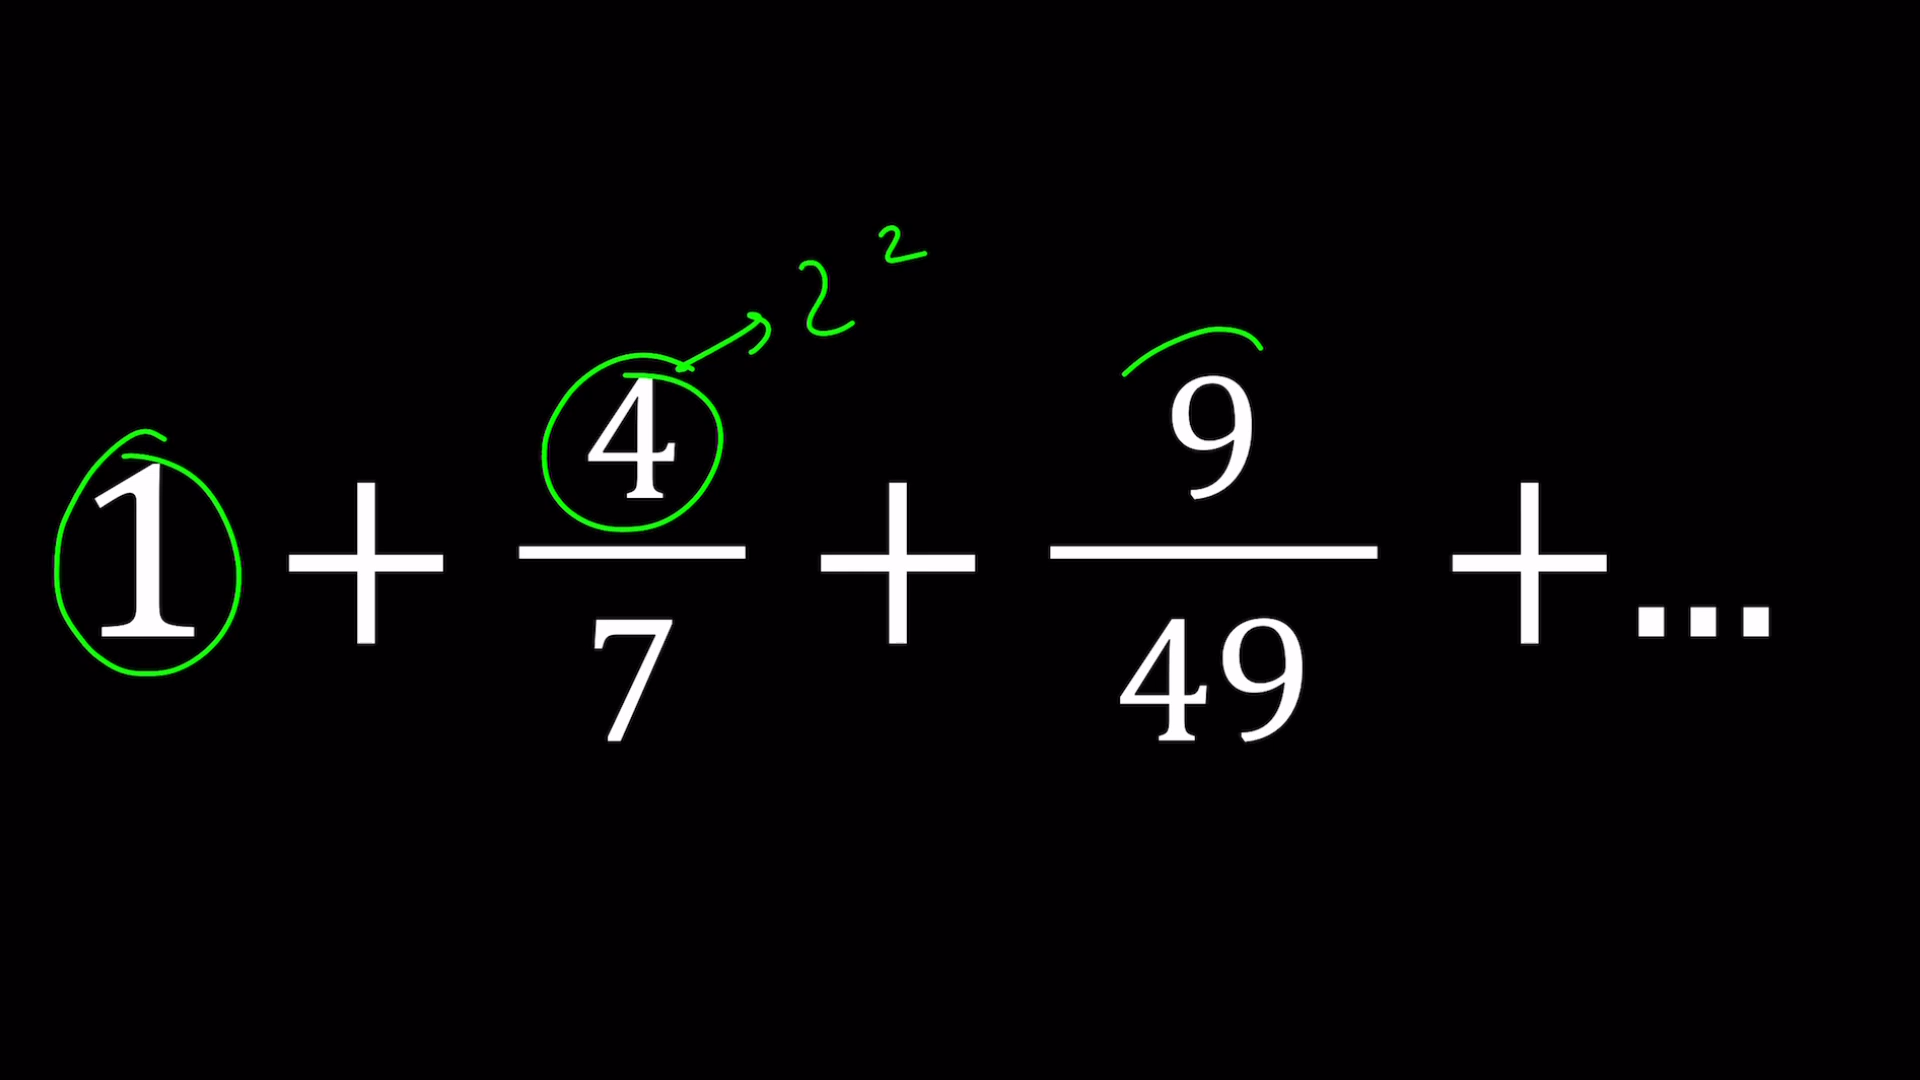 2²
1 + 4/7 + 9/49 + ...